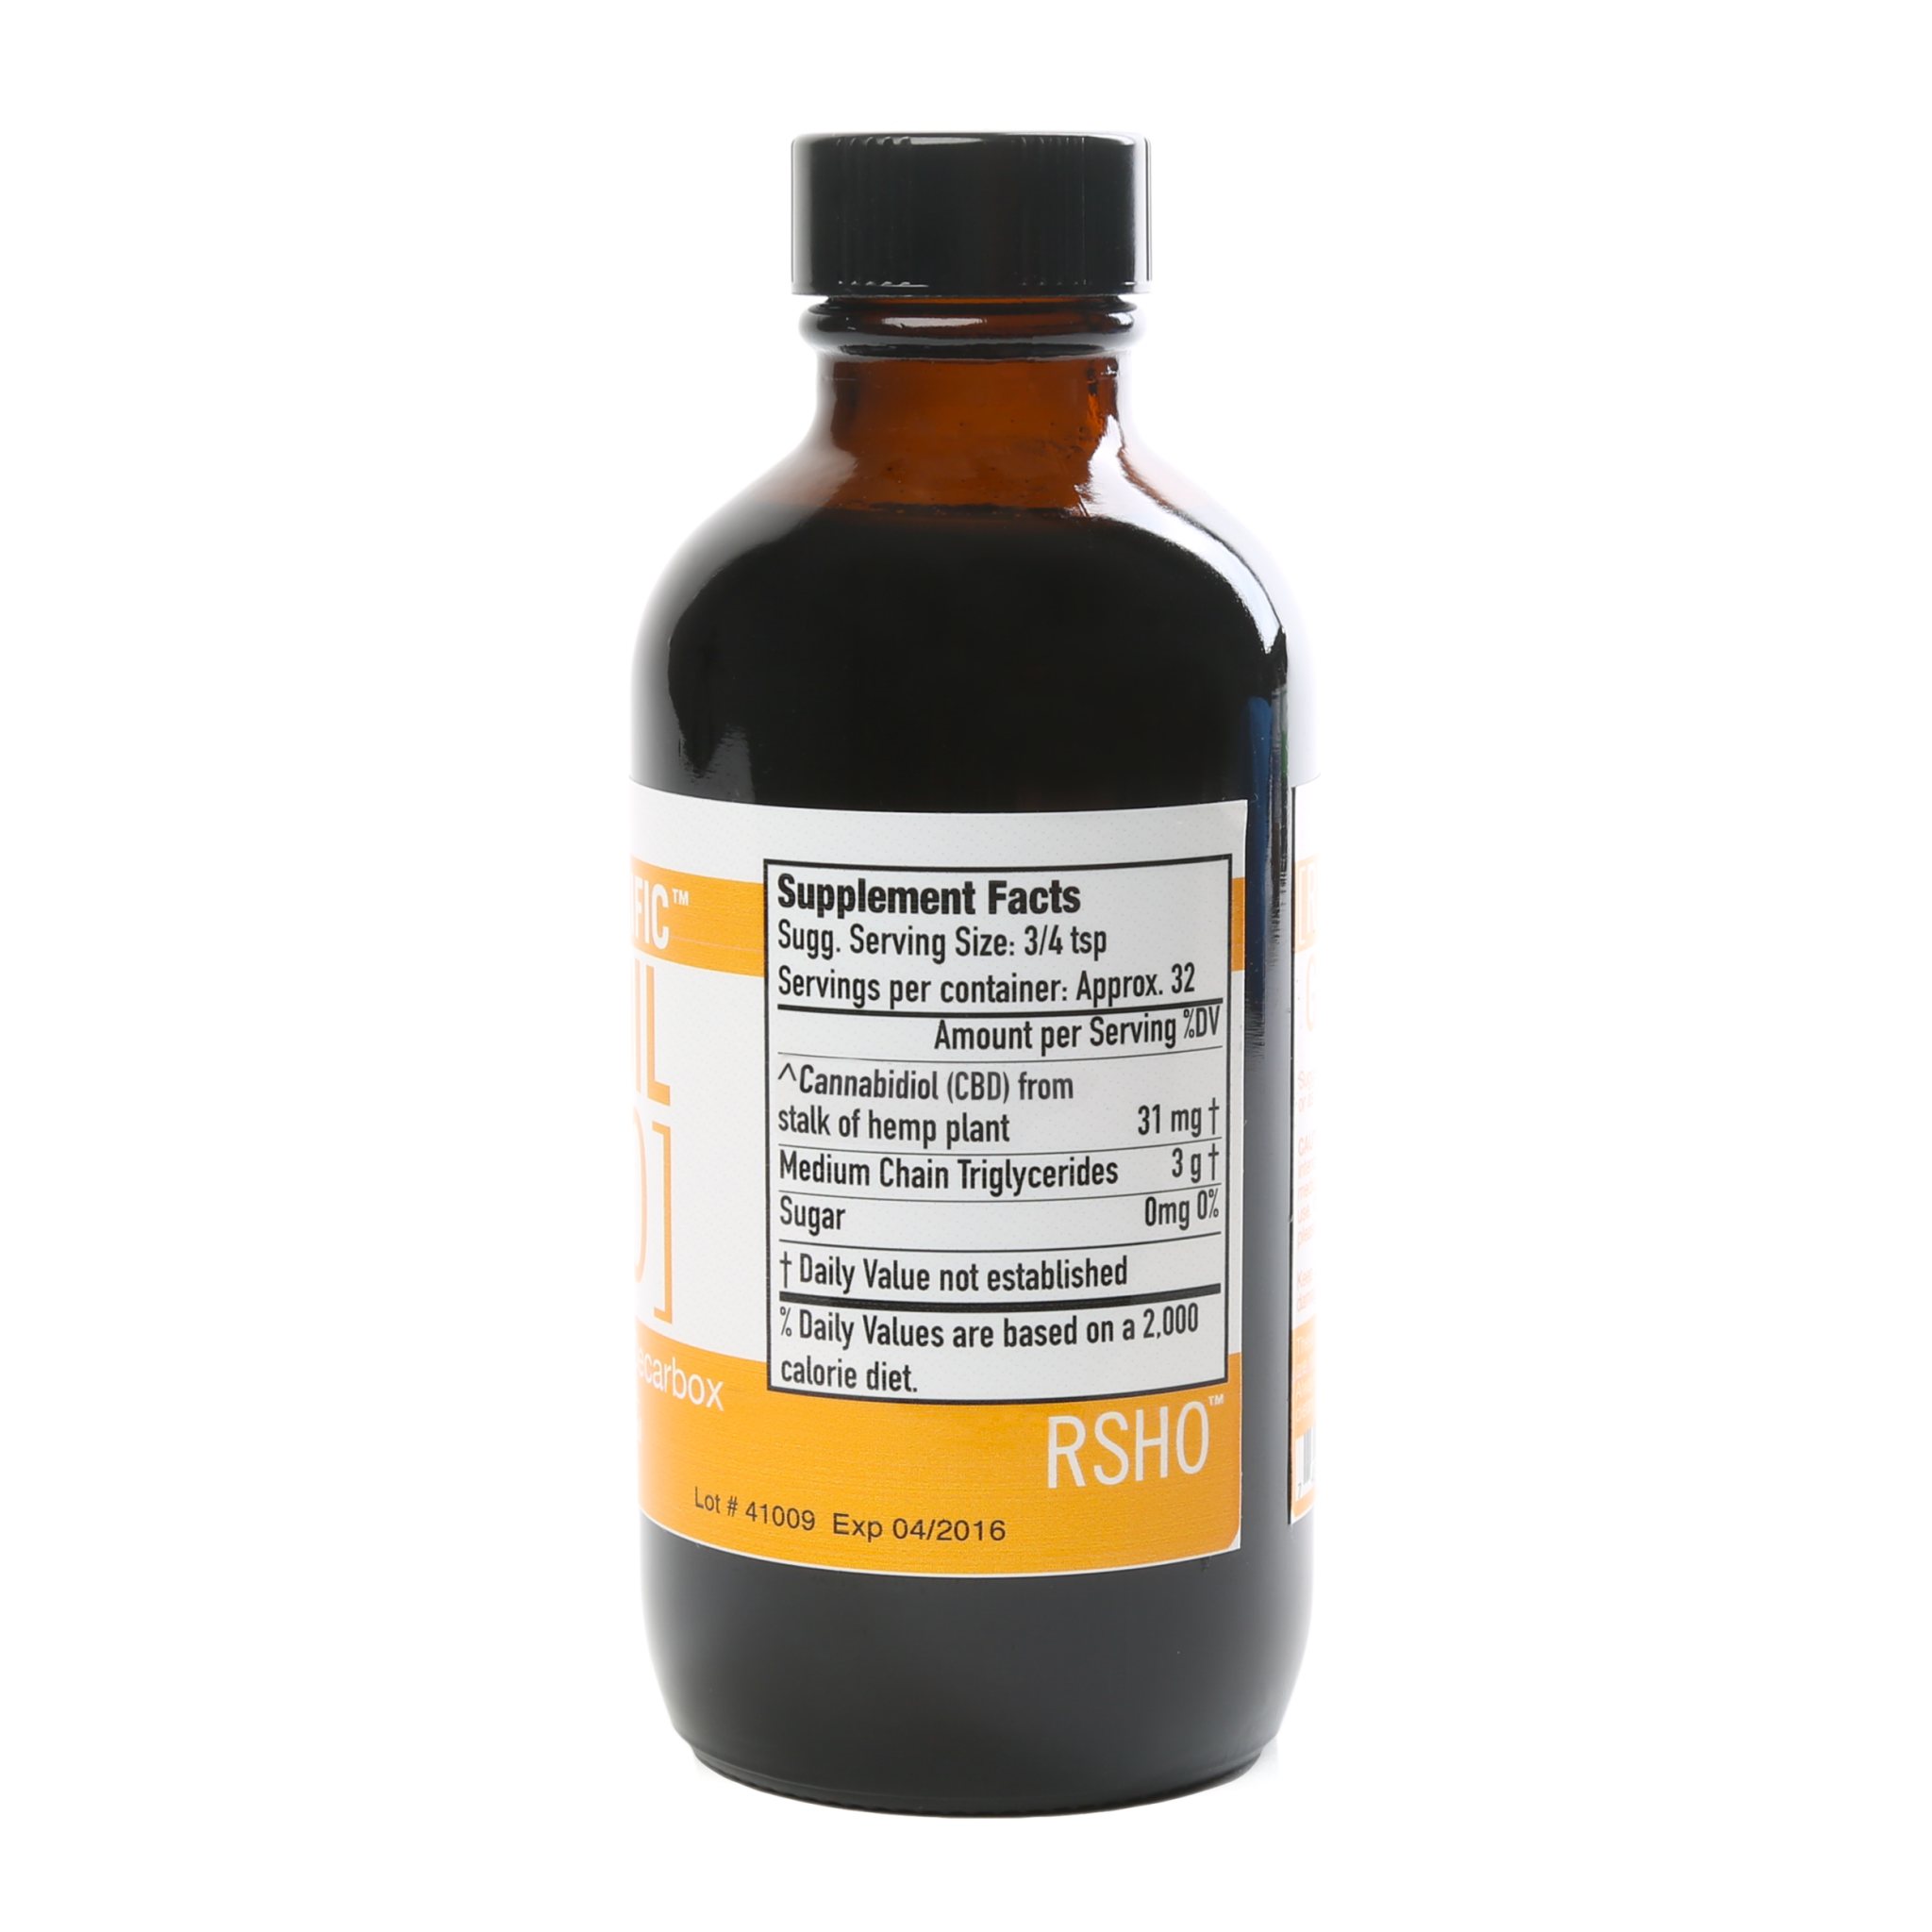 FIC™
IL
]
ecarbox
Supplement Facts
Sugg. Serving Size: 3/4 tsp
Servings per container: Approx. 32
Amount per Serving %DV
^Cannabidiol (CBD) from
stalk of hemp plant 31 mg †
Medium Chain Triglycerides 3 g †
Sugar 0mg 0%
† Daily Value not established
% Daily Values are based on a 2,000
calorie diet.
RSHO™
Lot # 41009 Exp 04/2016